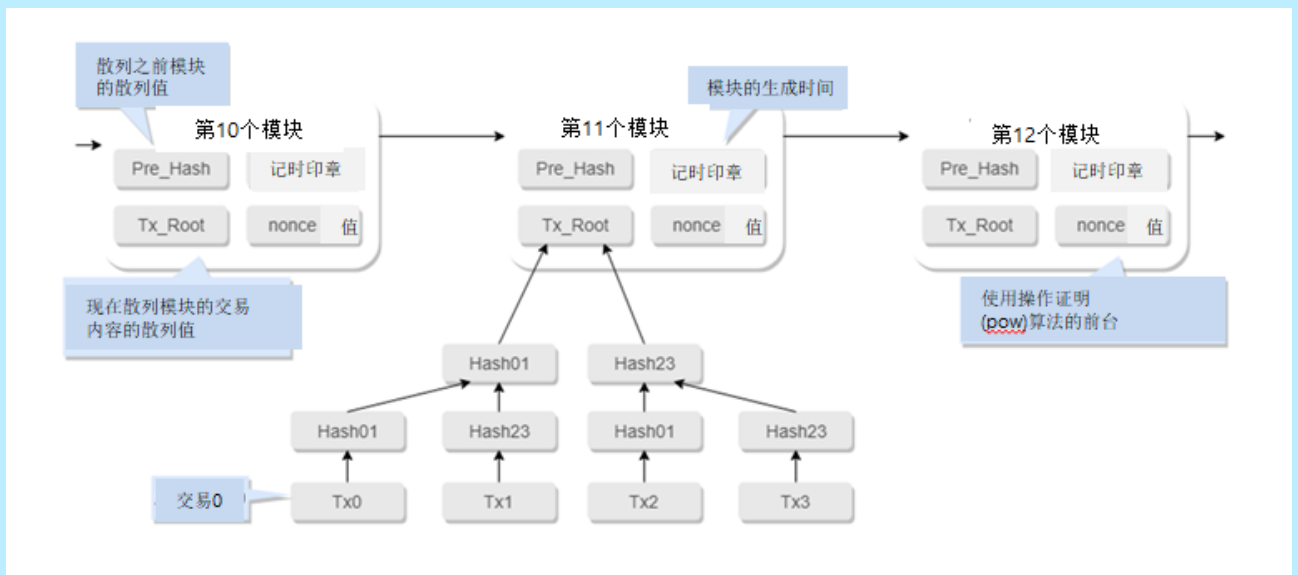 散列之前模块
的散列值
模块的生成时间
第10个模块
第11个模块
第12个模块
Pre_Hash
记时印章
Pre_Hash
记时印章
Pre_Hash
记时印章
Tx_Root
nonce 值
Tx_Root
nonce 值
Tx_Root
nonce 值
现在散列模块的交易
内容的散列值
使用操作证明
(pow)算法的前台
Hash01
Hash23
Hash01
Hash23
Hash01
Hash23
交易0
Tx0
Tx1
Tx2
Tx3